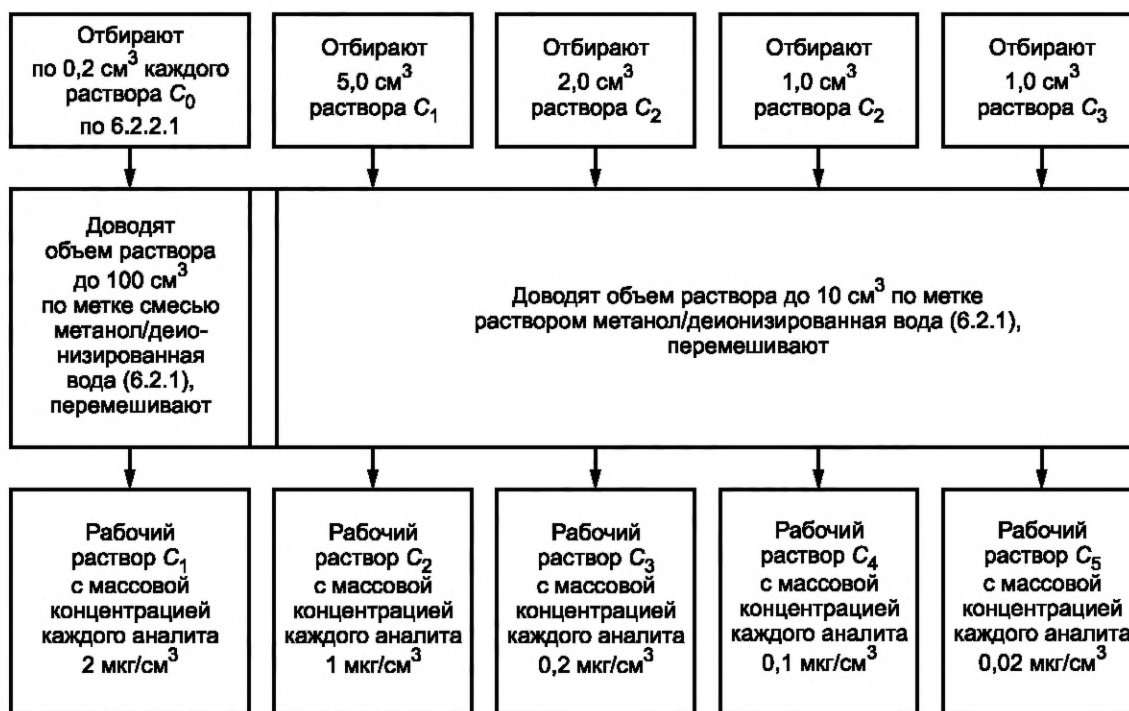 Отбирают
по 0,2 см³ каждого
раствора C₀
по 6.2.2.1
Отбирают
5,0 см³
раствора C₁
Отбирают
2,0 см³
раствора C₂
Отбирают
1,0 см³
раствора C₂
Отбирают
1,0 см³
раствора C₃
Доводят
объем раствора
до 100 см³
по метке смесью
метанол/деио-
низированная
вода (6.2.1),
перемешивают
Доводят объем раствора до 10 см³ по метке
раствором метанол/деионизированная вода (6.2.1),
перемешивают
Рабочий
раствор C₁
с массовой
концентрацией
каждого аналита
2 мкг/см³
Рабочий
раствор C₂
с массовой
концентрацией
каждого аналита
1 мкг/см³
Рабочий
раствор C₃
с массовой
концентрацией
каждого аналита
0,2 мкг/см³
Рабочий
раствор C₄
с массовой
концентрацией
каждого аналита
0,1 мкг/см³
Рабочий
раствор C₅
с массовой
концентрацией
каждого аналита
0,02 мкг/см³